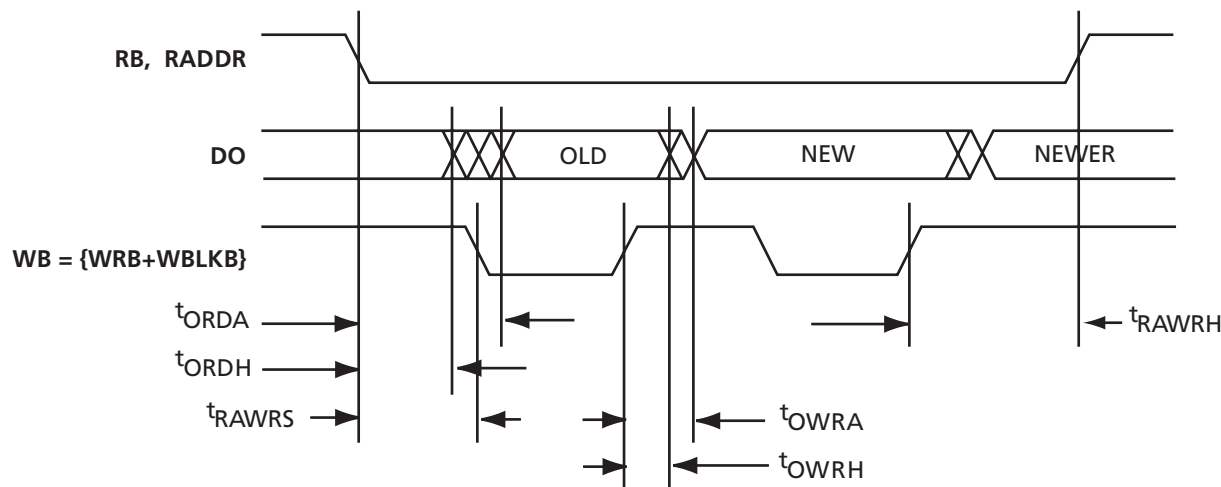 RB, RADDR
DO
OLD
NEW
NEWER
WB = {WRB+WBLKB}
tORDA
tRAWRH
tORDH
tRAWRS
tOWRA
tOWRH